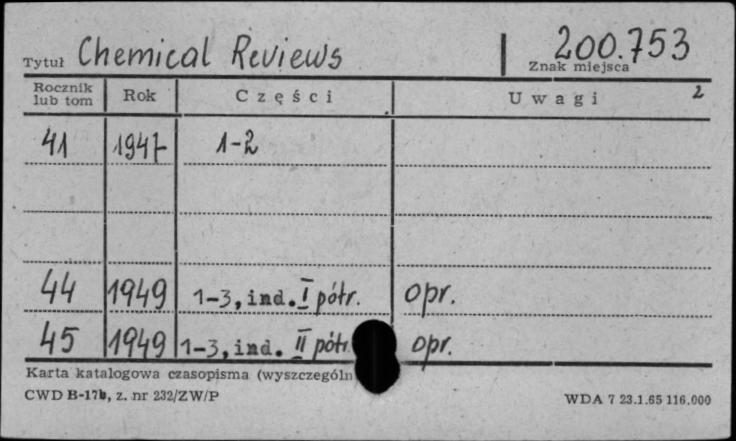 Tytuł Chemical Reviews 200.753
Znak miejsca
Rocznik lub tom Rok Części Uwagi 2
41 1947 1-2
44 1949 1-3, ind. I półr. opr.
45 1949 1-3, ind. II półr opr.
Karta katalogowa czasopisma (wyszczególn
CWD B-17b, z. nr 232/ZW/P WDA 7 23.1.65 116.000